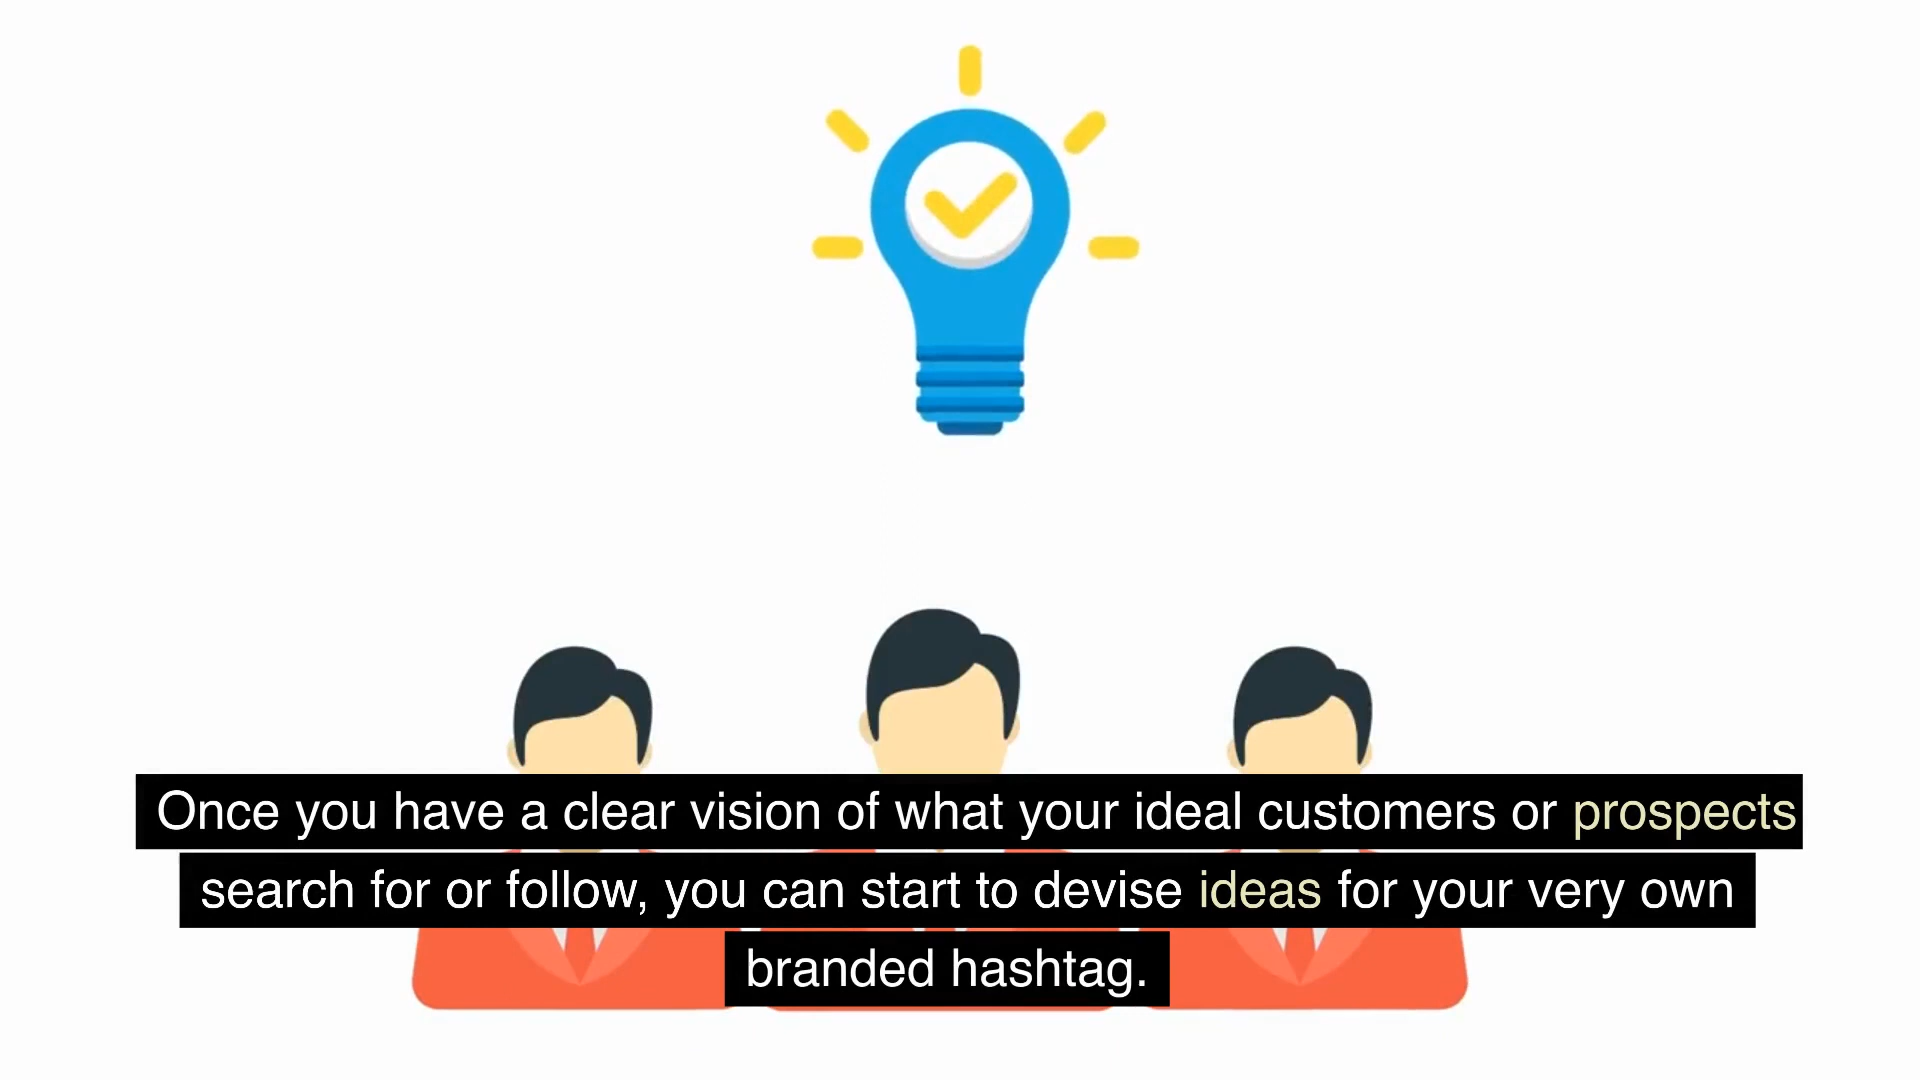 Once you have a clear vision of what your ideal customers or prospects
search for or follow, you can start to devise ideas for your very own
branded hashtag.